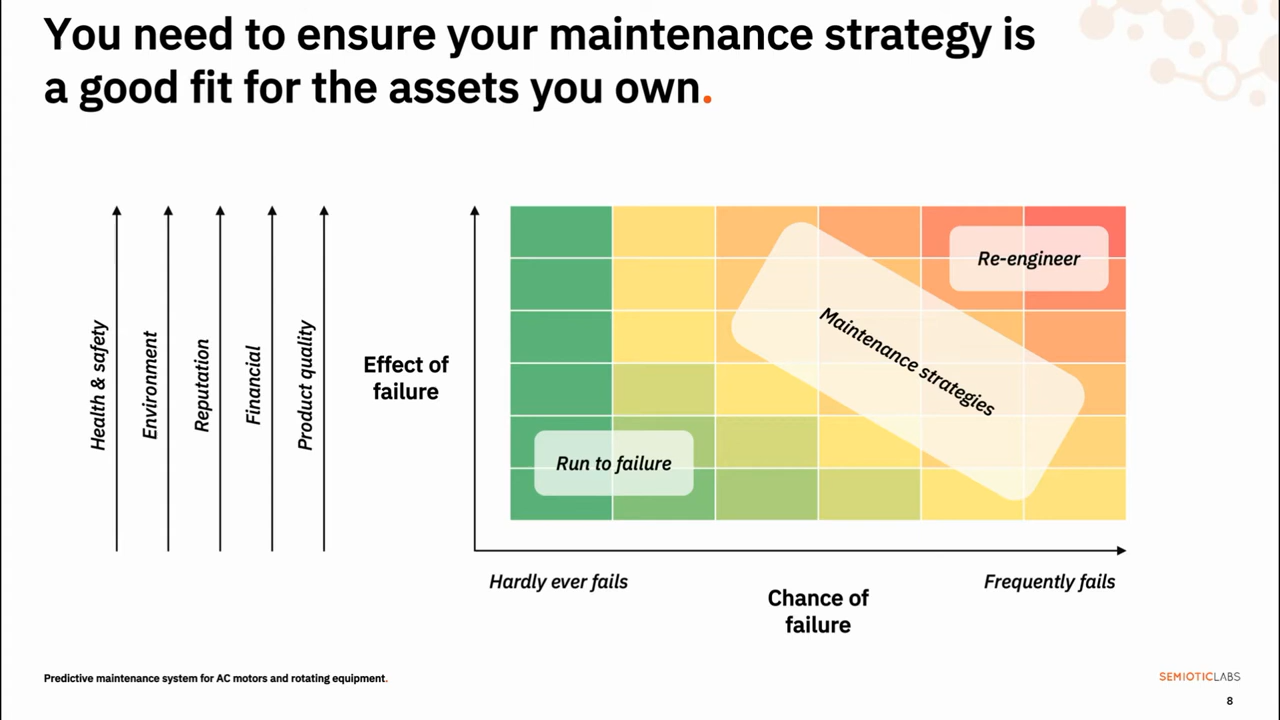 You need to ensure your maintenance strategy is
a good fit for the assets you own.
Health & safety
Environment
Reputation
Financial
Product quality
Effect of
failure
Re-engineer
Maintenance strategies
Run to failure
Hardly ever fails
Frequently fails
Chance of
failure
Predictive maintenance system for AC motors and rotating equipment.
SEMIOTICLABS
8